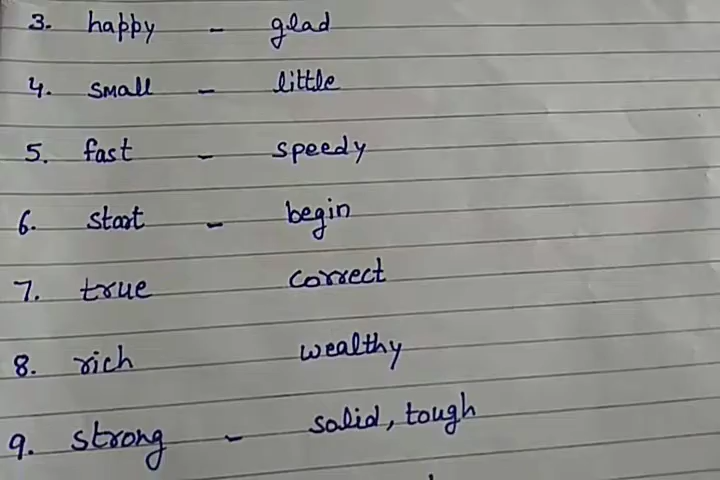 3. happy - glad
4. small - little
5. fast - speedy
6. start - begin
7. true correct
8. rich wealthy
9. strong - solid, tough